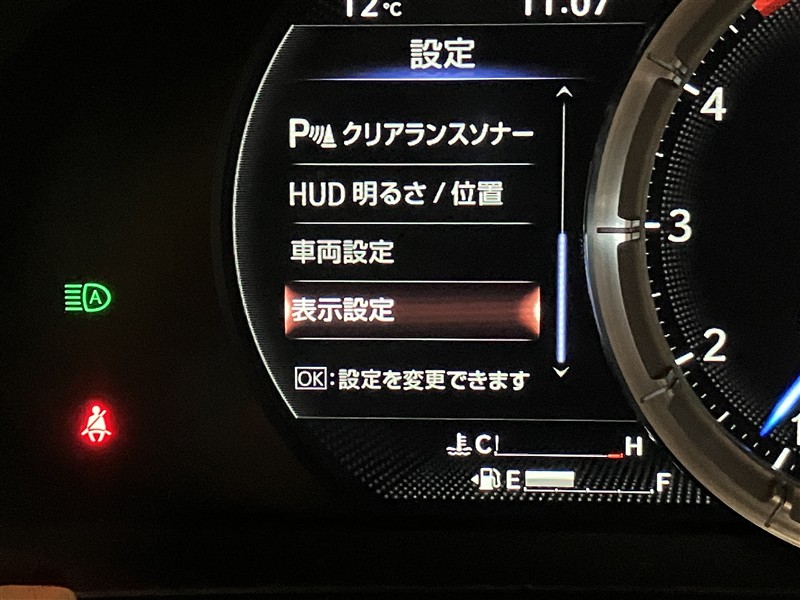 12℃ 11:07
設定
P クリアランスソナー
HUD 明るさ / 位置
車両設定
表示設定
OK:設定を変更できます
C H
E F
4
3
2
1
A